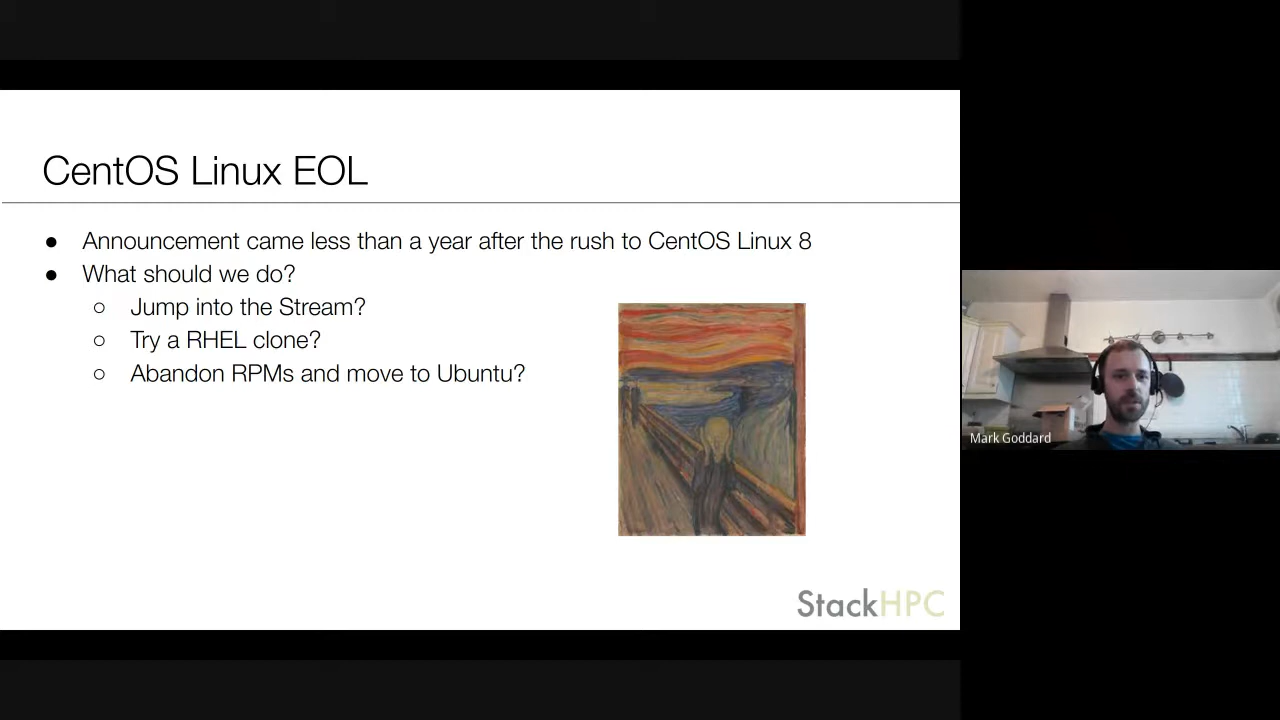 CentOS Linux EOL
● Announcement came less than a year after the rush to CentOS Linux 8
● What should we do?
○ Jump into the Stream?
○ Try a RHEL clone?
○ Abandon RPMs and move to Ubuntu?
StackHPC
Mark Goddard